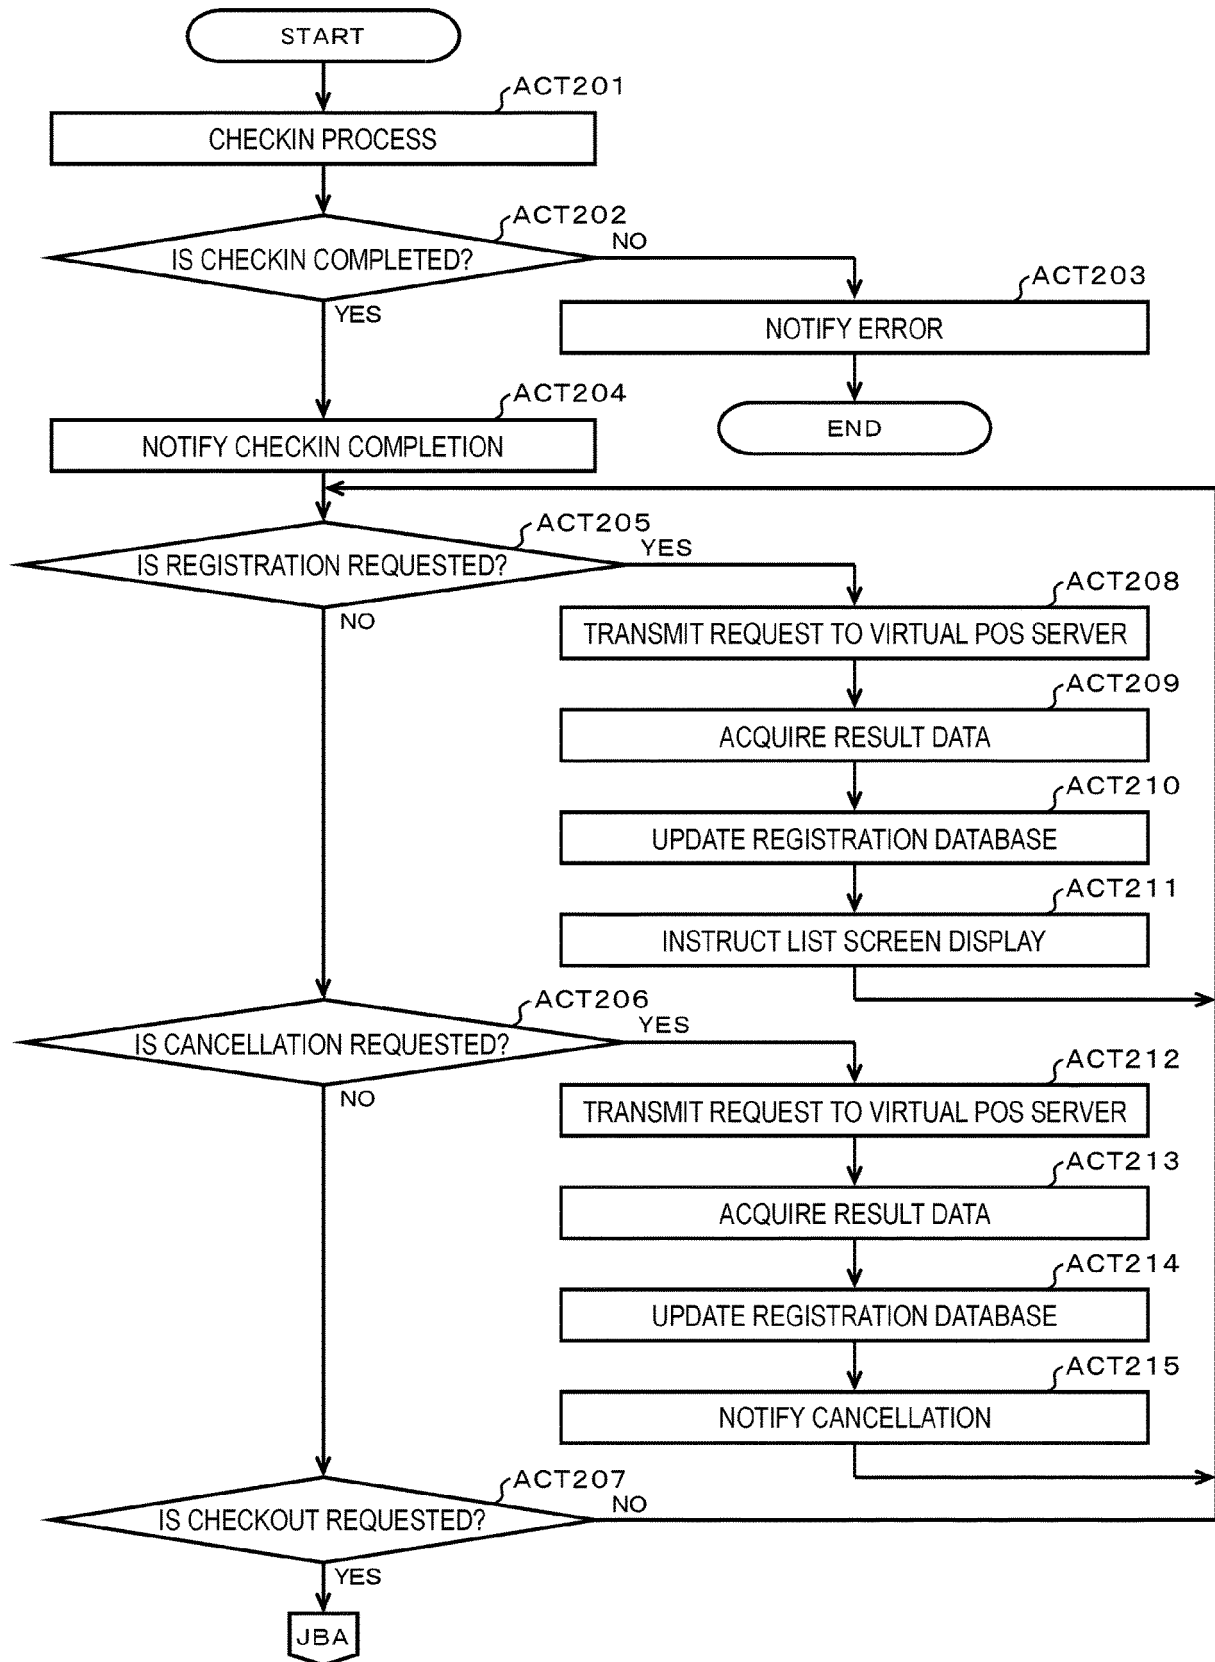 START
ACT201
CHECKIN PROCESS
ACT202
IS CHECKIN COMPLETED?
NO
YES
ACT203
NOTIFY ERROR
END
ACT204
NOTIFY CHECKIN COMPLETION
ACT205
IS REGISTRATION REQUESTED?
YES
NO
ACT208
TRANSMIT REQUEST TO VIRTUAL POS SERVER
ACT209
ACQUIRE RESULT DATA
ACT210
UPDATE REGISTRATION DATABASE
ACT211
INSTRUCT LIST SCREEN DISPLAY
ACT206
IS CANCELLATION REQUESTED?
YES
NO
ACT212
TRANSMIT REQUEST TO VIRTUAL POS SERVER
ACT213
ACQUIRE RESULT DATA
ACT214
UPDATE REGISTRATION DATABASE
ACT215
NOTIFY CANCELLATION
ACT207
IS CHECKOUT REQUESTED?
NO
YES
JBA